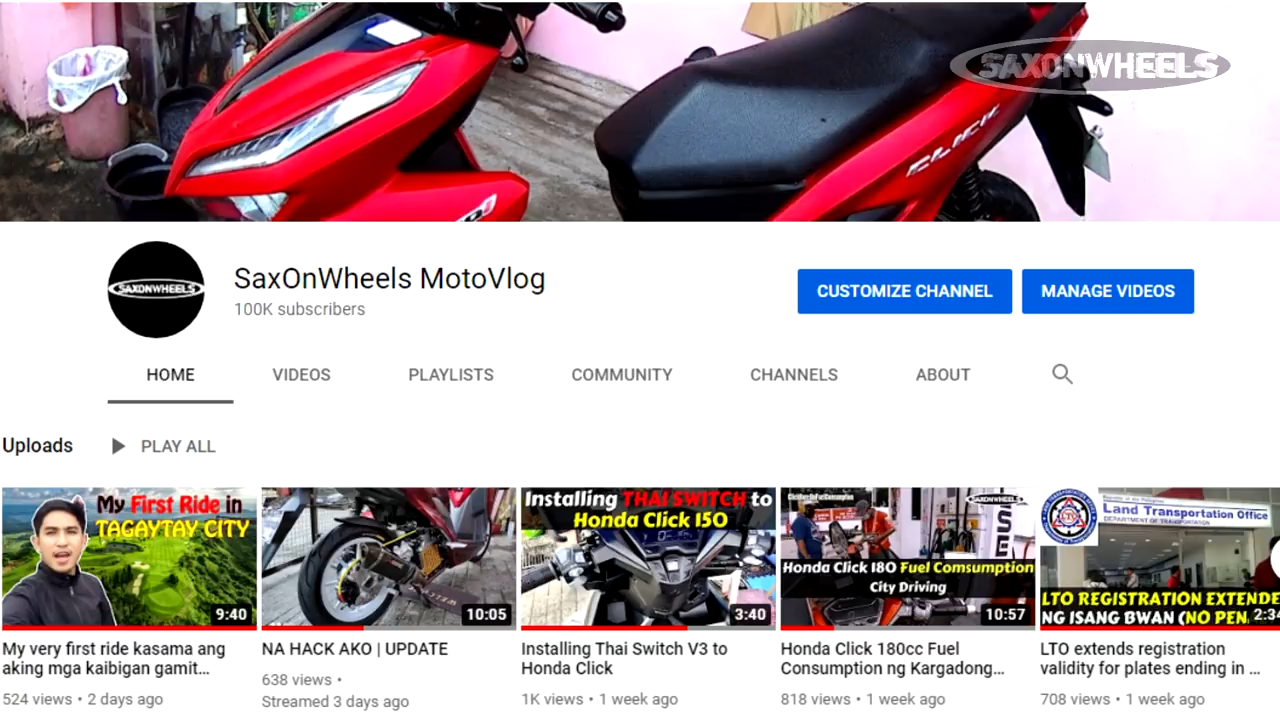 SAXONWHEELS
CLICK
SAXONWHEELS
SaxOnWheels MotoVlog
100K subscribers
CUSTOMIZE CHANNEL
MANAGE VIDEOS
HOME
VIDEOS
PLAYLISTS
COMMUNITY
CHANNELS
ABOUT
Uploads
PLAY ALL
My First Ride in
TAGAYTAY CITY
9:40
10:05
Installing THAI SWITCH to
Honda Click 150
3:40
SAXONWHEELS
Honda Click 180 Fuel Comsumption
City Driving
10:57
Republic of the Philippines
Land Transportation Office
DEPARTMENT OF TRANSPORTATION
LTO
LTO REGISTRATION EXTENDE
NG ISANG BWAN (NO PEN
2:34
My very first ride kasama ang
aking mga kaibigan gamit...
524 views • 2 days ago
NA HACK AKO | UPDATE
638 views •
Streamed 3 days ago
Installing Thai Switch V3 to
Honda Click
1K views • 1 week ago
Honda Click 180cc Fuel
Consumption ng Kargadong...
818 views • 1 week ago
LTO extends registration
validity for plates ending in ...
708 views • 1 week ago